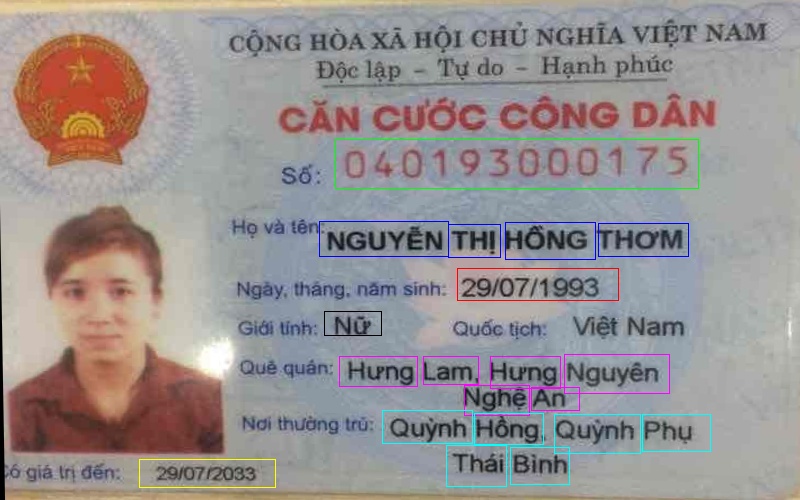 CỘNG HÒA XÃ HỘI CHỦ NGHĨA VIỆT NAM
Độc lập – Tự do – Hạnh phúc
CĂN CƯỚC CÔNG DÂN
Số: 040193000175
Họ và tên: NGUYỄN THỊ HỒNG THƠM
Ngày, tháng, năm sinh: 29/07/1993
Giới tính: Nữ Quốc tịch: Việt Nam
Quê quán: Hưng Lam, Hưng Nguyên
Nghệ An
Nơi thường trú: Quỳnh Hồng, Quỳnh Phụ
Thái Bình
Có giá trị đến: 29/07/2033